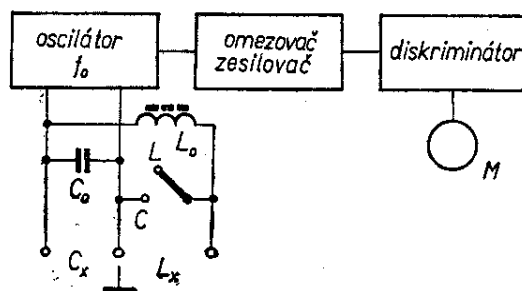 oscilátor
f₀
omezovač
zesilovač
diskriminátor
L₀
C₀
L
C
M
Cₓ
Lₓ